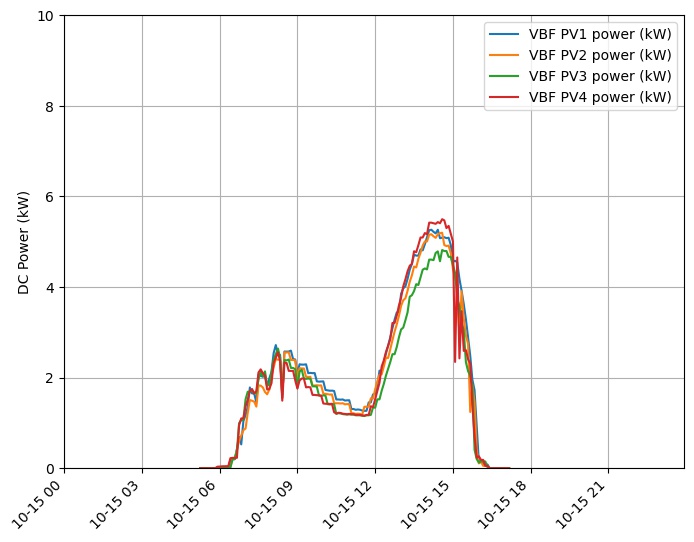 10
8
6
4
2
0
DC Power (kW)
VBF PV1 power (kW)
VBF PV2 power (kW)
VBF PV3 power (kW)
VBF PV4 power (kW)
10-15 00
10-15 03
10-15 06
10-15 09
10-15 12
10-15 15
10-15 18
10-15 21